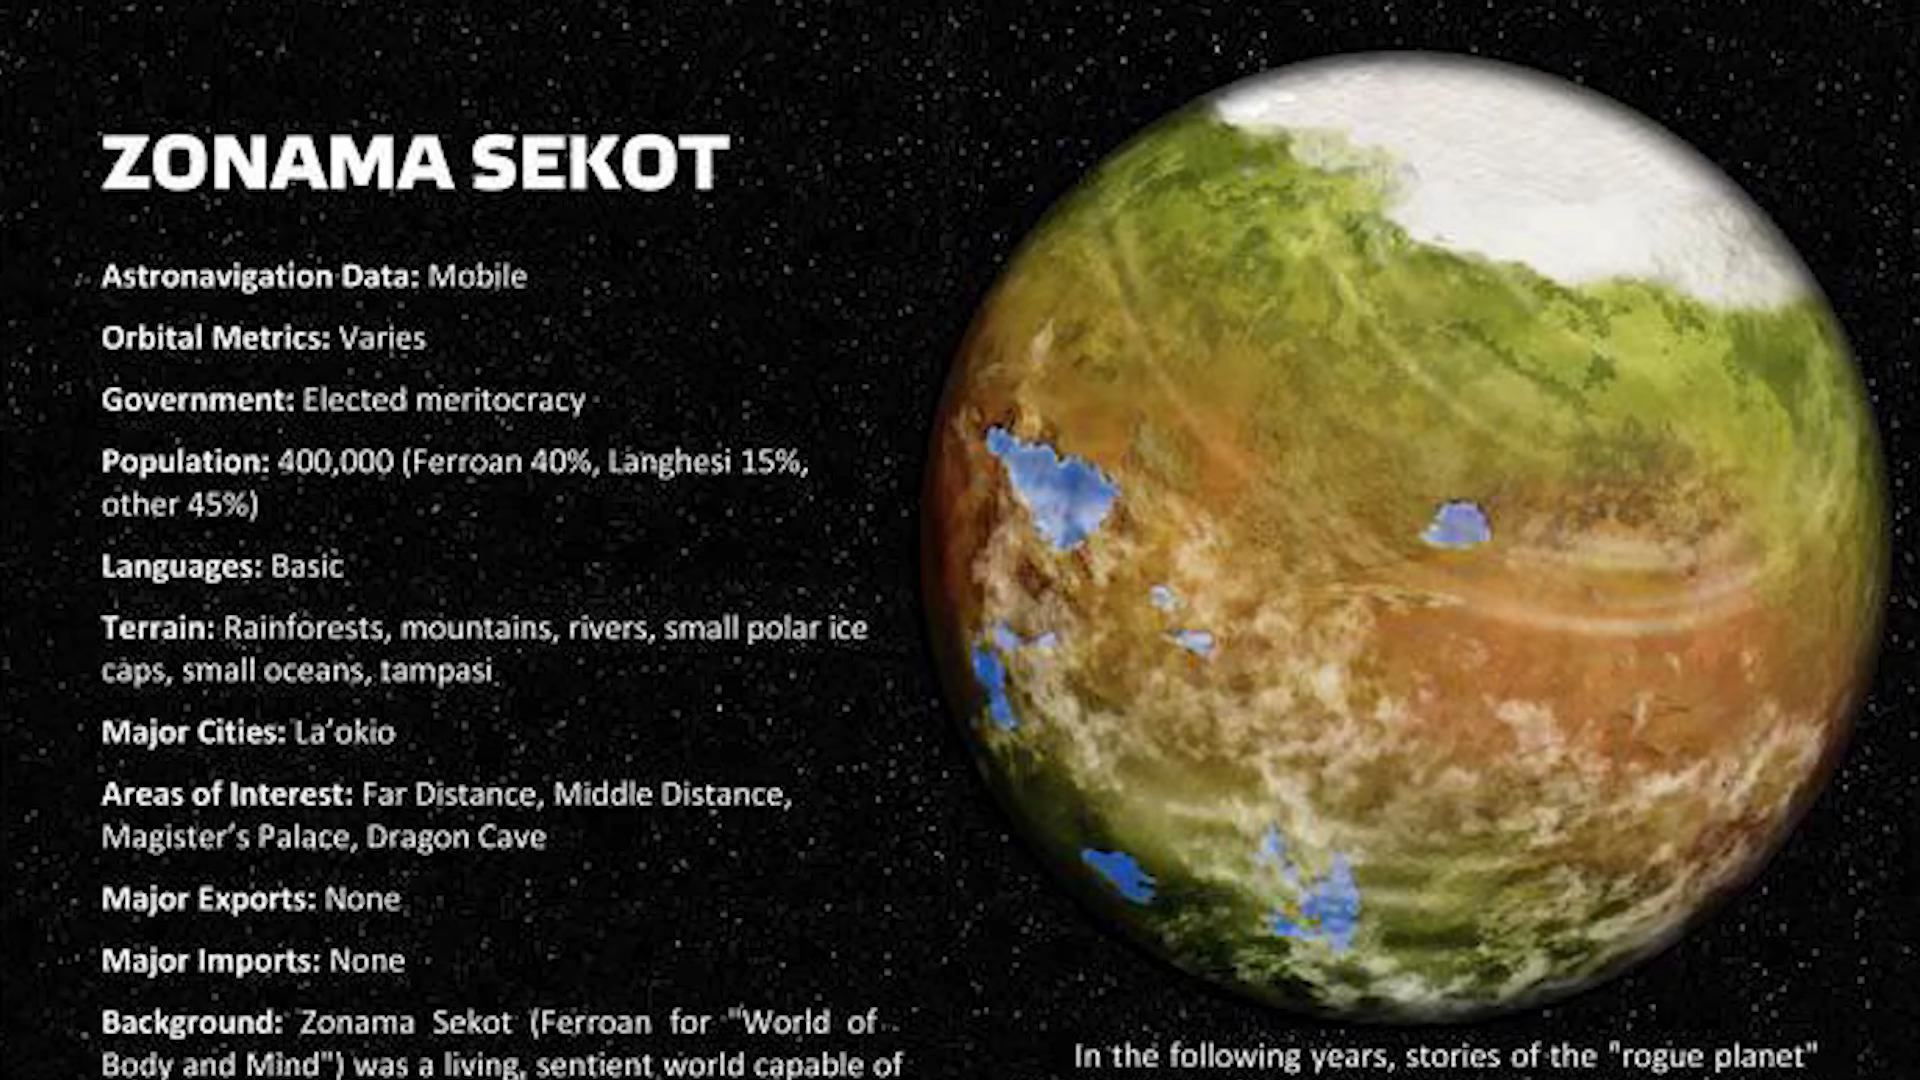 ZONAMA SEKOT
Astronavigation Data: Mobile
Orbital Metrics: Varies
Government: Elected meritocracy
Population: 400,000 (Ferroan 40%, Langhesi 15%,
other 45%)
Languages: Basic
Terrain: Rainforests, mountains, rivers, small polar ice
caps, small oceans, tampasi
Major Cities: La’okio
Areas of Interest: Far Distance, Middle Distance,
Magister’s Palace, Dragon Cave
Major Exports: None
Major Imports: None
Background: Zonama Sekot (Ferroan for "World of
Body and Mind") was a living, sentient world capable of
In the following years, stories of the "rogue planet"